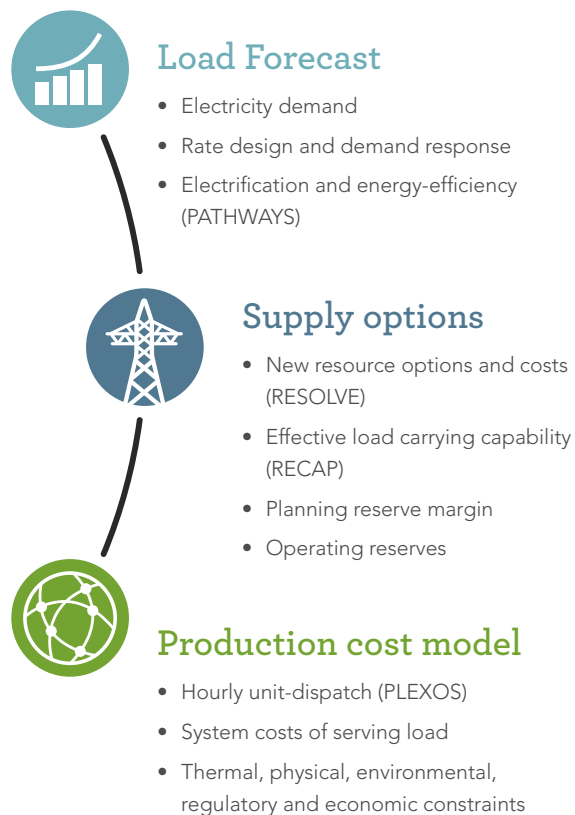 Load Forecast
• Electricity demand
• Rate design and demand response
• Electrification and energy-efficiency
(PATHWAYS)
Supply options
• New resource options and costs
(RESOLVE)
• Effective load carrying capability
(RECAP)
• Planning reserve margin
• Operating reserves
Production cost model
• Hourly unit-dispatch (PLEXOS)
• System costs of serving load
• Thermal, physical, environmental,
regulatory and economic constraints